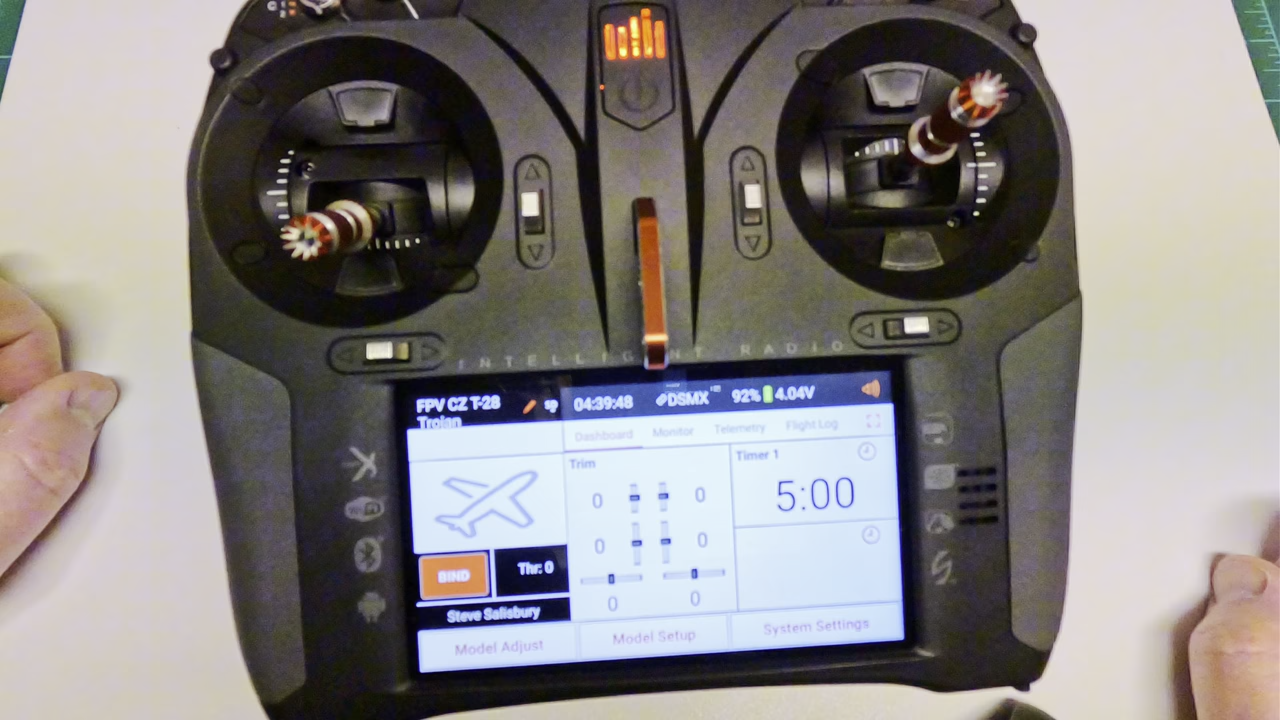 INTELLIGENT RADIO
FPV CZ T-28
Trojan
sp
04:39:48
DSMX
92%
4.04V
Dashboard
Monitor
Telemetry
Flight Log
Trim
Timer 1
0
0
5:00
0
0
BIND
Thr: 0
0
0
Steve Salisbury
Model Adjust
Model Setup
System Settings